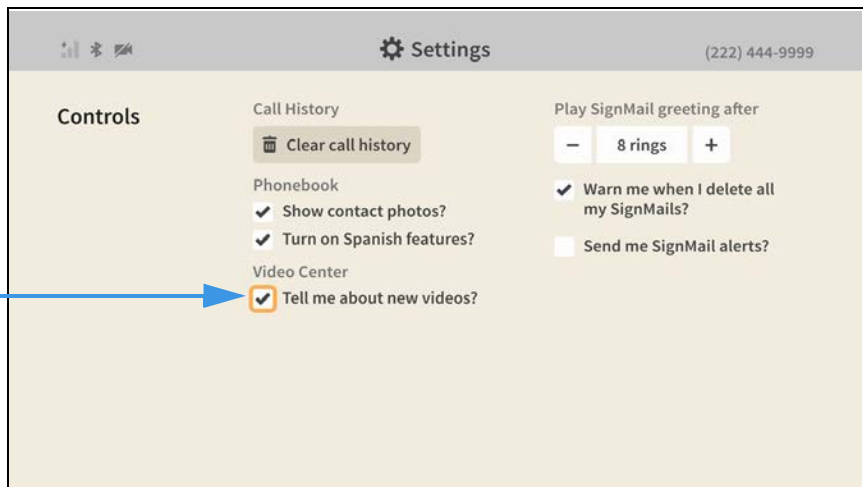 Settings
(222) 444-9999
Controls
Call History
Clear call history
Phonebook
Show contact photos?
Turn on Spanish features?
Video Center
Tell me about new videos?
Play SignMail greeting after
− 8 rings +
Warn me when I delete all
my SignMails?
Send me SignMail alerts?